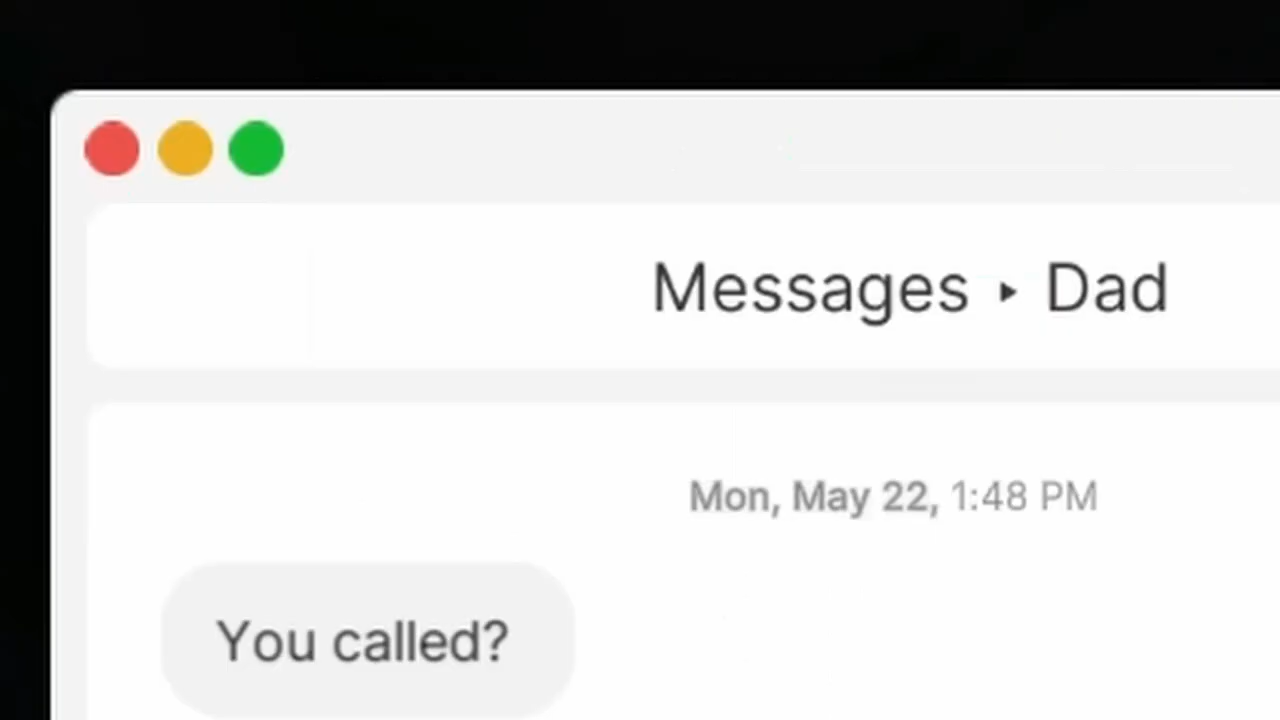 Messages ▸ Dad
Mon, May 22, 1:48 PM
You called?